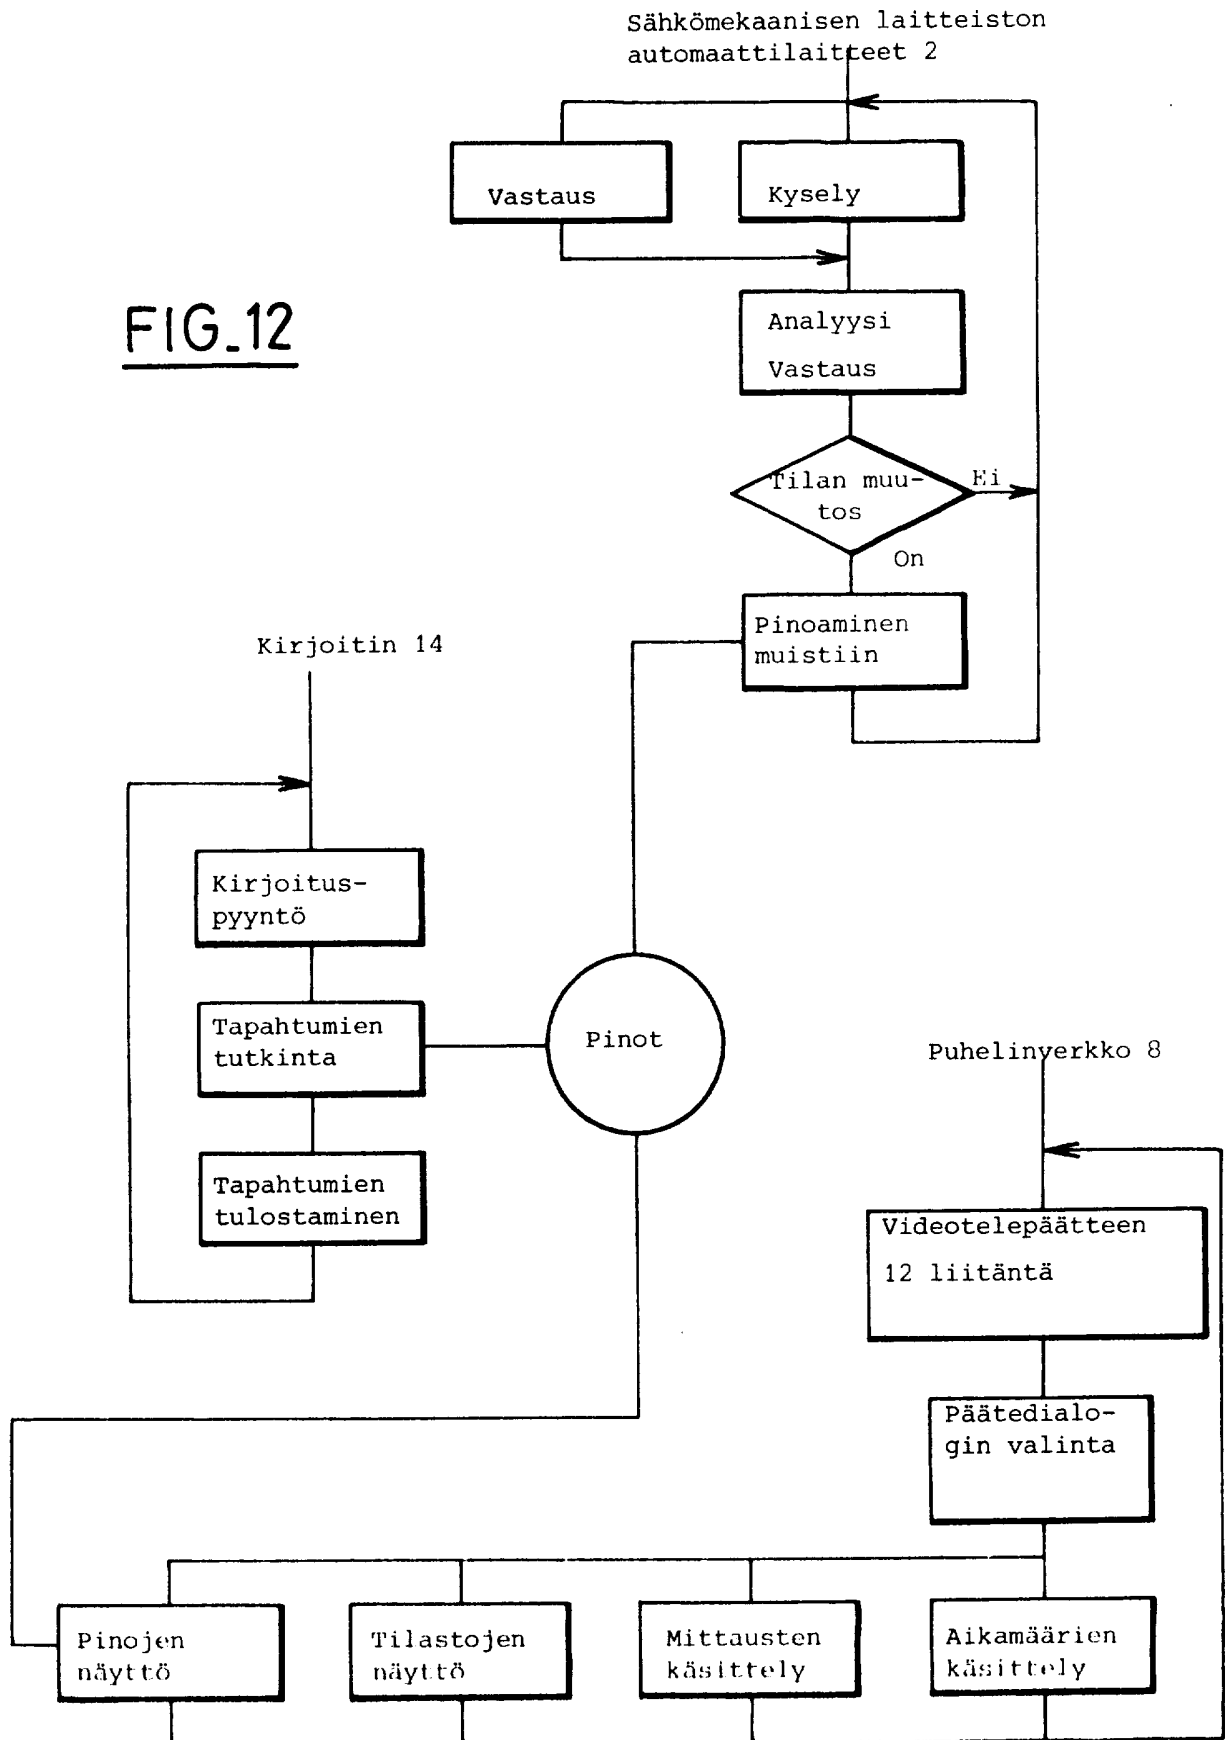 Sähkömekaanisen laitteiston
automaattilaitteet 2
Vastaus
Kysely
FIG_12
Analyysi
Vastaus
Tilan muu-
tos
Ei
On
Pinoaminen
muistiin
Kirjoitin 14
Kirjoitus-
pyyntö
Tapahtumien
tutkinta
Pinot
Tapahtumien
tulostaminen
Puhelinverkko 8
Videotelepäätteen
12 liitäntä
Päätedialo-
gin valinta
Pinojen
näyttö
Tilastojen
näyttö
Mittausten
käsittely
Aikamäärien
käsittely